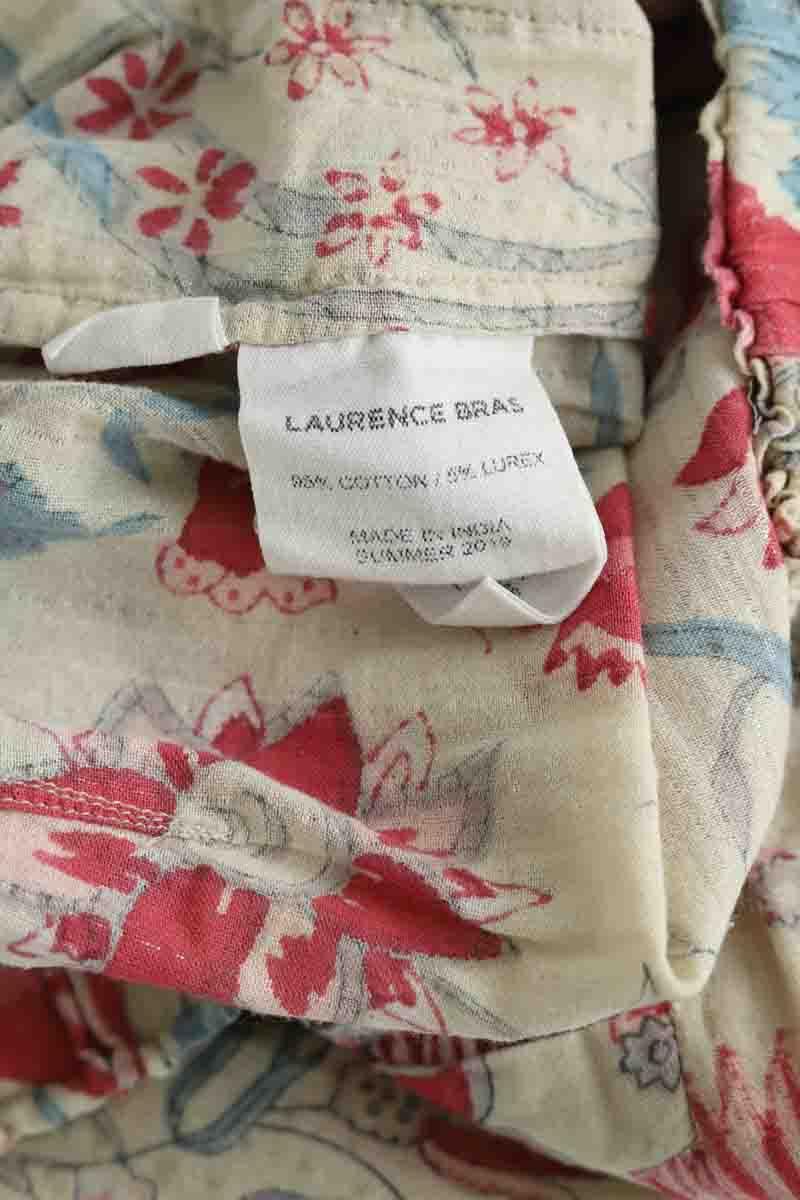 LAURENCE BRAS
95% COTTON / 5% LUREX
MADE IN INDIA
SUMMER 2019